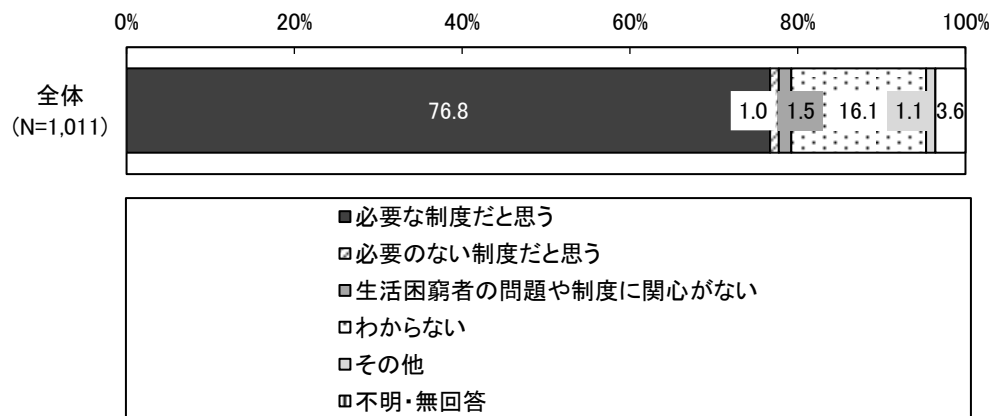 0% 20% 40% 60% 80% 100%
全体
(N=1,011)
76.8 1.0 1.5 16.1 1.1 3.6
必要な制度だと思う
必要のない制度だと思う
生活困窮者の問題や制度に関心がない
わからない
その他
不明・無回答